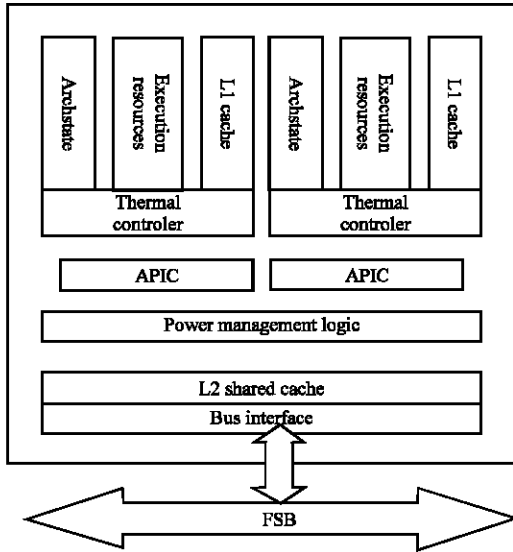 Archstate
Execution
resources
L1 cache
Archstate
Execution
resources
L1 cache
Thermal
controler
Thermal
controler
APIC
APIC
Power management logic
L2 shared cache
Bus interface
FSB